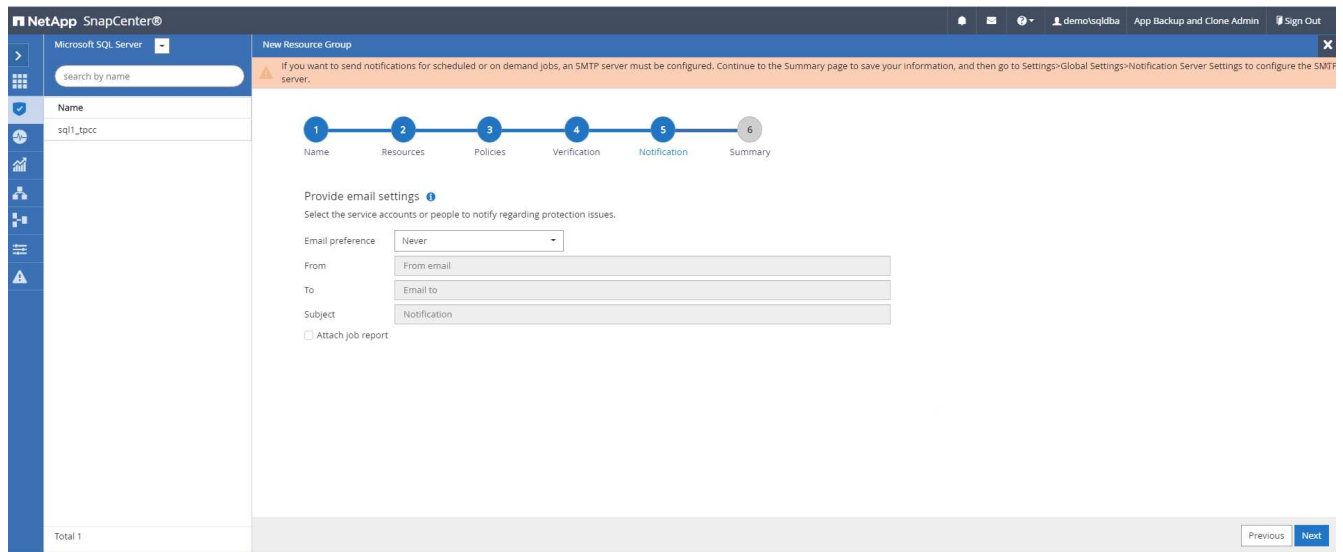 NetApp SnapCenter®
demo\sqldba App Backup and Clone Admin Sign Out
Microsoft SQL Server
New Resource Group
search by name
If you want to send notifications for scheduled or on demand jobs, an SMTP server must be configured. Continue to the Summary page to save your information, and then go to Settings>Global Settings>Notification Server Settings to configure the SMTP
server.
Name
sql1_tpcc
1 2 3 4 5 6
Name Resources Policies Verification Notification Summary
Provide email settings
Select the service accounts or people to notify regarding protection issues.
Email preference Never
From From email
To Email to
Subject Notification
Attach job report
Total 1
Previous Next